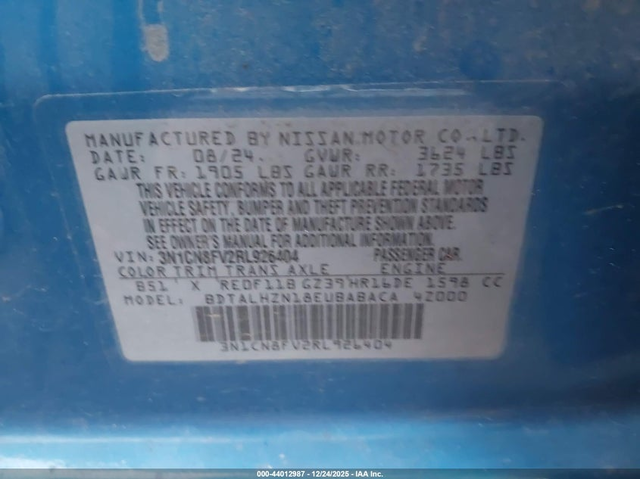 MANUFACTURED BY NISSAN MOTOR CO., LTD.
DATE: 08/24 GVWR: 3624 LBS
GAWR FR: 1905 LBS GAWR RR: 1735 LBS
THIS VEHICLE CONFORMS TO ALL APPLICABLE FEDERAL MOTOR
VEHICLE SAFETY, BUMPER AND THEFT PREVENTION STANDARDS
IN EFFECT ON THE DATE OF MANUFACTURE SHOWN ABOVE.
SEE OWNER'S MANUAL FOR ADDITIONAL INFORMATION.
VIN: 3N1CN8FV2RL926404 PASSENGER CAR.
COLOR TRIM TRANS AXLE ENGINE
B51 X RE0F11B GZ39 HR16DE 1598 CC
MODEL: BDTALHZN18EUBABACA 42000
3N1CN8FV2RL926404
000-44012987 - 12/24/2025 - IAA Inc.